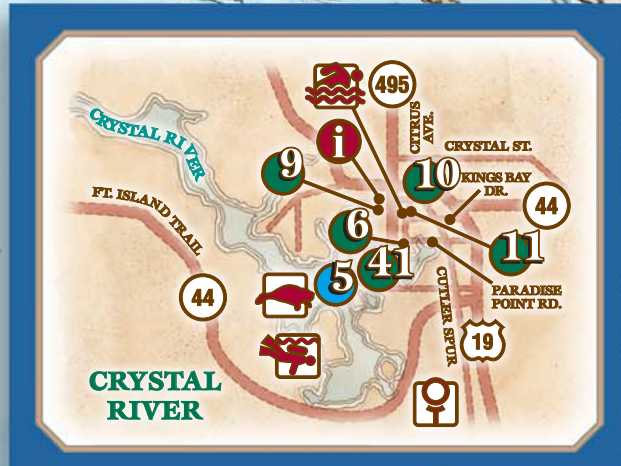 495
CITRUS
AVE.
CRYSTAL RIVER
i
CRYSTAL ST.
9
10
KINGS BAY
DR.
44
FT. ISLAND TRAIL
6
11
41
5
PARADISE
POINT RD.
44
CUTLER SPUR
19
CRYSTAL
RIVER